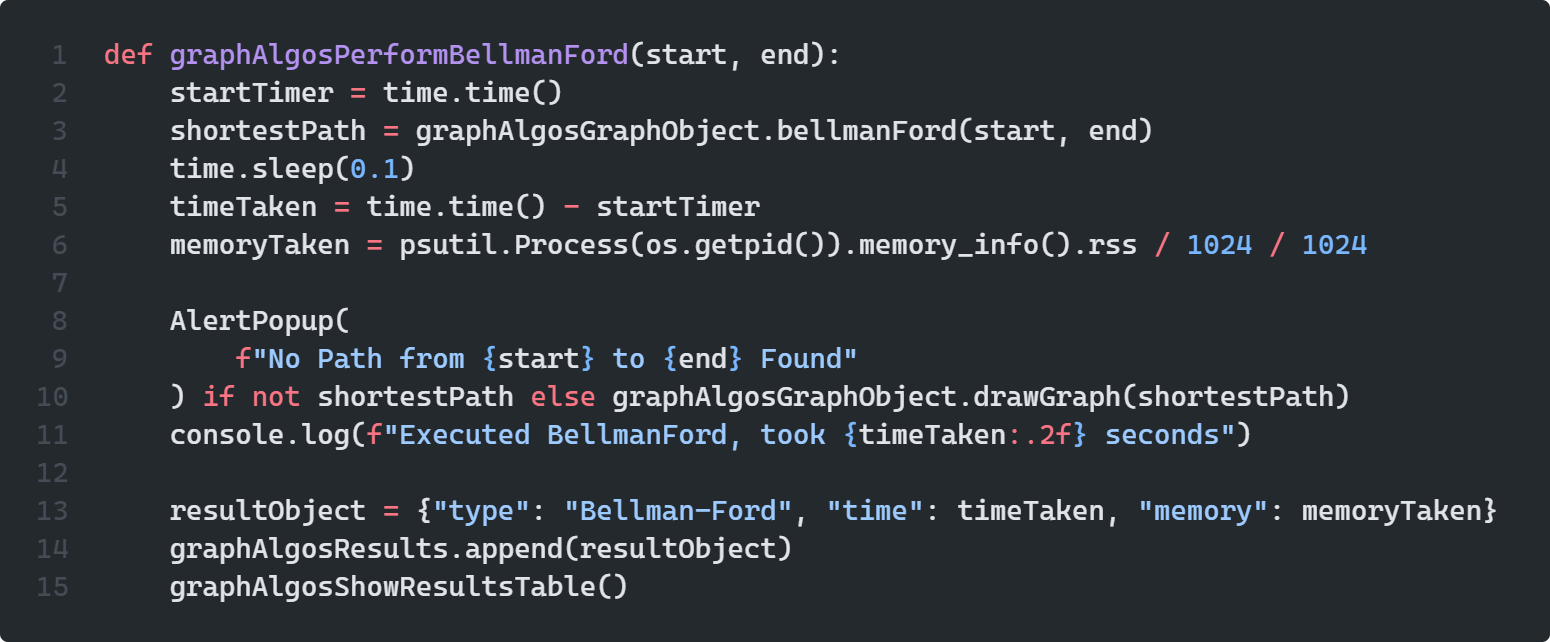 1 def graphAlgosPerformBellmanFord(start, end):
2     startTimer = time.time()
3     shortestPath = graphAlgosGraphObject.bellmanFord(start, end)
4     time.sleep(0.1)
5     timeTaken = time.time() - startTimer
6     memoryTaken = psutil.Process(os.getpid()).memory_info().rss / 1024 / 1024
7
8     AlertPopup(
9         f"No Path from {start} to {end} Found"
10     ) if not shortestPath else graphAlgosGraphObject.drawGraph(shortestPath)
11     console.log(f"Executed BellmanFord, took {timeTaken:.2f} seconds")
12
13     resultObject = {"type": "Bellman-Ford", "time": timeTaken, "memory": memoryTaken}
14     graphAlgosResults.append(resultObject)
15     graphAlgosShowResultsTable()